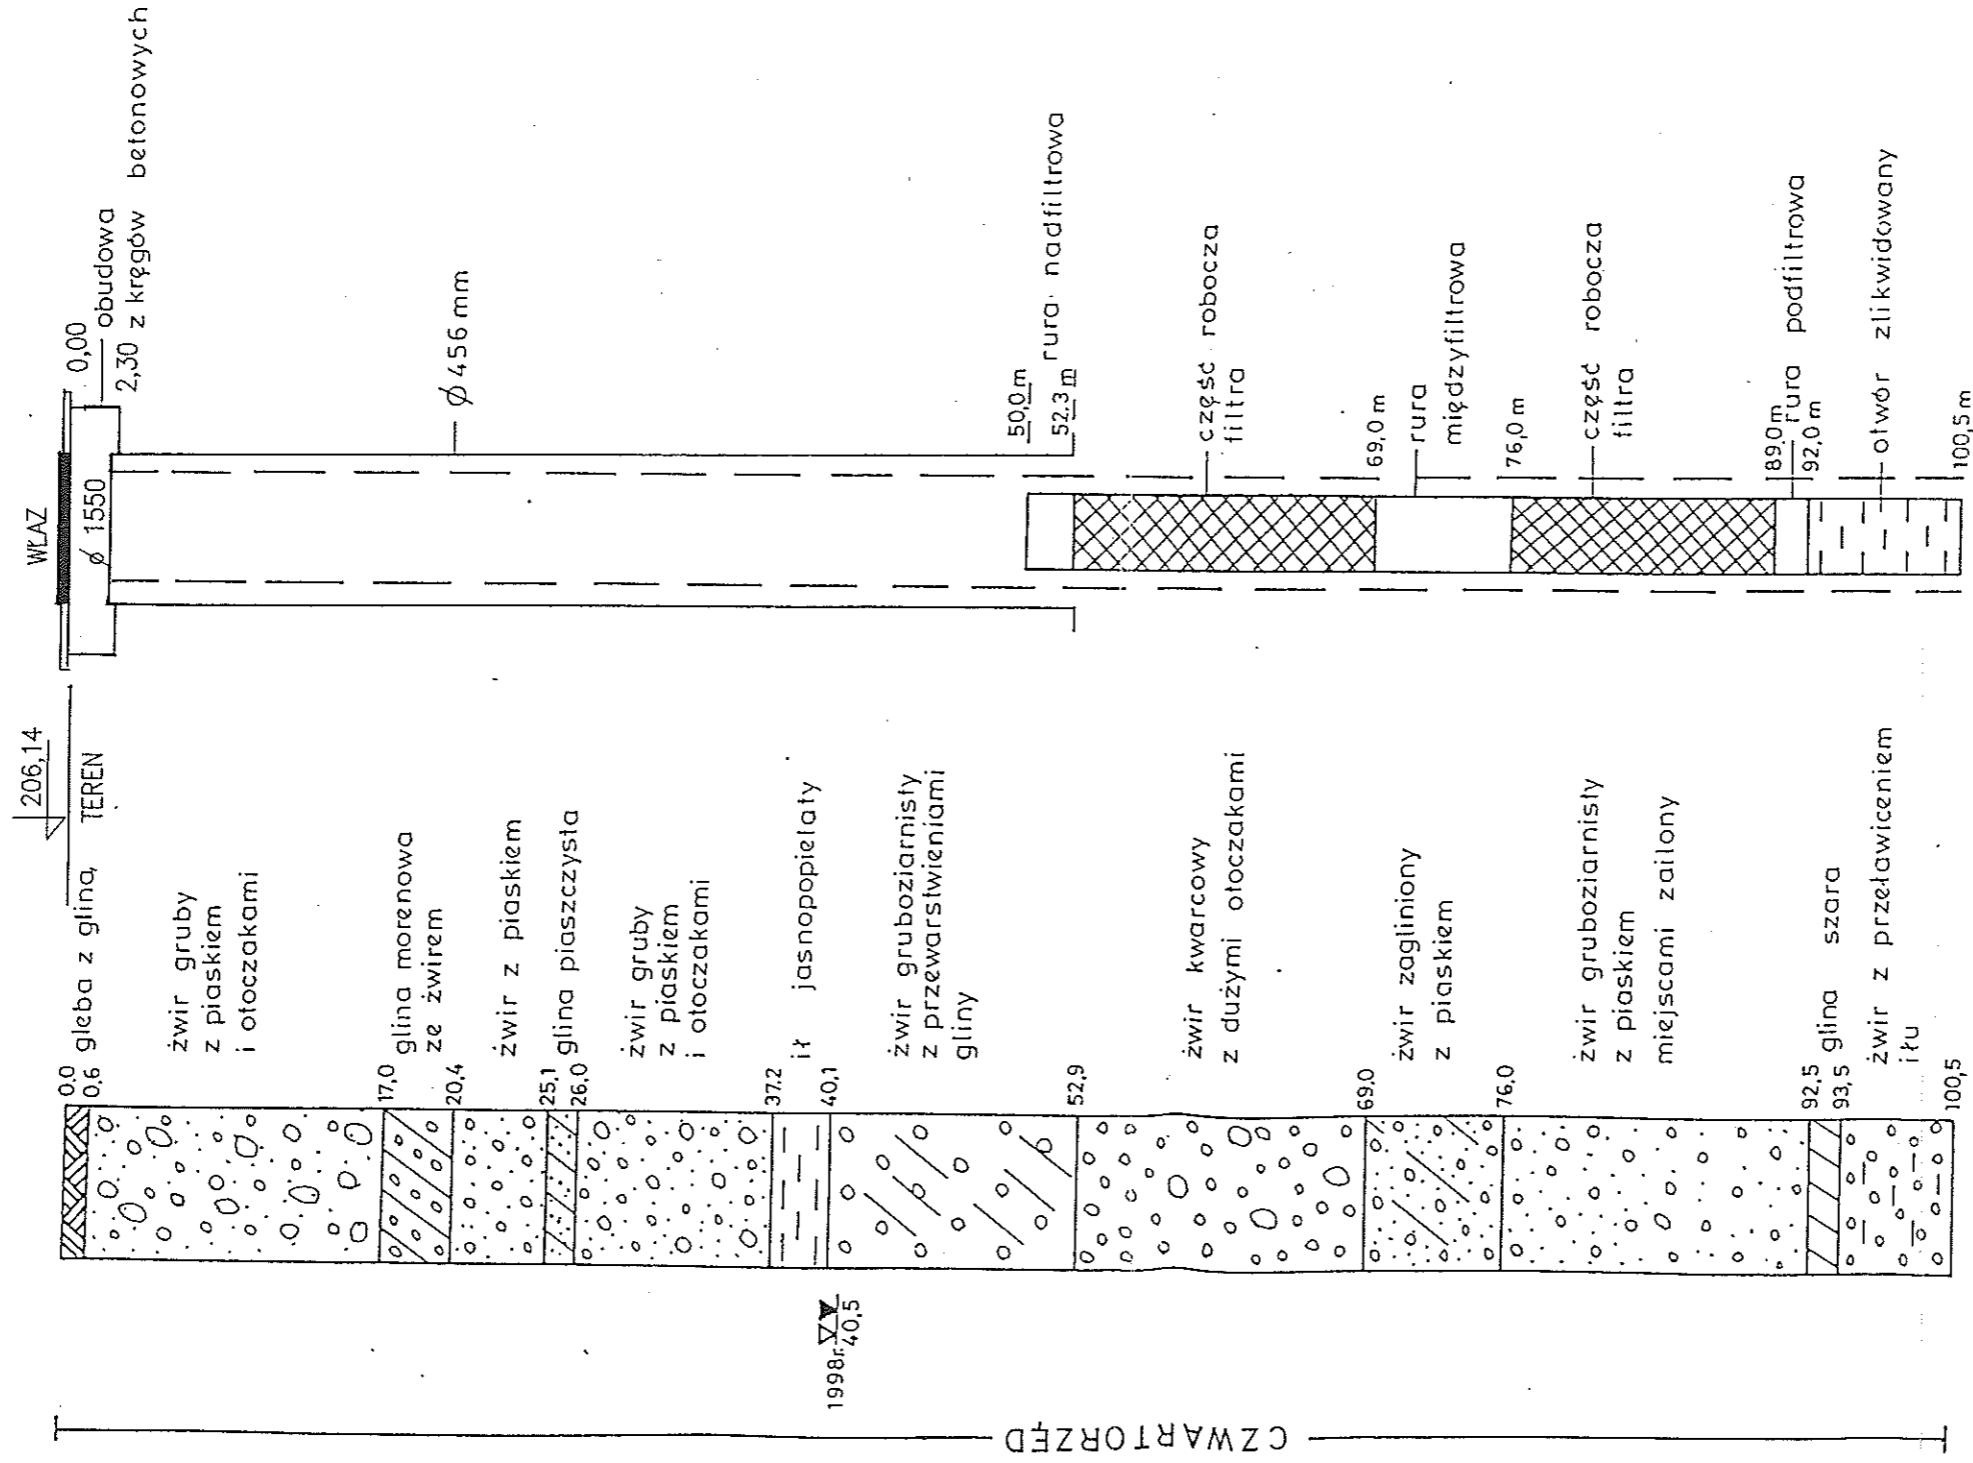 206,14
TEREN
0.0
0.6 gleba z gliną
żwir gruby
z piaskiem
i otoczakami
17,0
glina morenowa
ze żwirem
20,4
żwir z piaskiem
25,1
glina piaszczysta
26,0
żwir gruby
z piaskiem
i otoczakami
37.2
ił jasnopopielaty
40,1
1998r.
40,5
żwir gruboziarnisty
z przewarstwieniami
gliny
52,9
żwir kwarcowy
z dużymi otoczakami
69.0
żwir zagliniony
z piaskiem
76,0
żwir gruboziarnisty
z piaskiem
miejscami zailony
92,5
glina szara
93,5
żwir z przeławiceniem
iłu
100,5
CZWARTORZĘD
WŁAZ
0,00
ø 1550
obudowa
2,30 z kręgów betonowych
ø 456 mm
50,0 m
52.3 m
rura nadfiltrowa
część robocza
filtra
69,0 m
rura
międzyfiltrowa
76,0 m
część robocza
filtra
89,0 m
rura podfiltrowa
92,0 m
otwór zlikwidowany
100,5 m